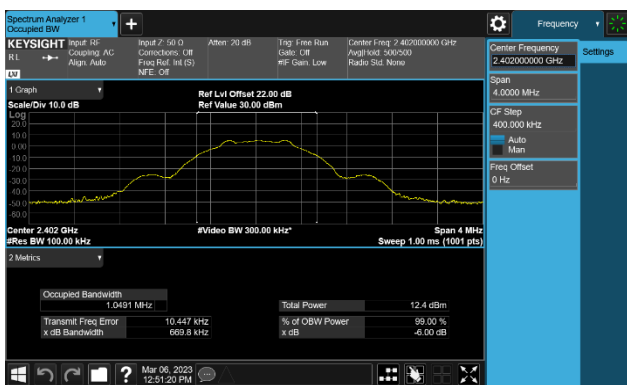 Spectrum Analyzer 1
Occupied BW
KEYSIGHT
RL
LXI
Input: RF
Coupling: AC
Align: Auto
Input Z: 50 Ω
Corrections: Off
Freq Ref: Int (S)
NFE: Off
Atten: 20 dB
Trig: Free Run
Gate: Off
#IF Gain: Low
Center Freq: 2.402000000 GHz
Avg|Hold: 500/500
Radio Std: None
1 Graph
Scale/Div 10.0 dB
Ref Lvl Offset 22.00 dB
Ref Value 30.00 dBm
Log
20.0
10.0
0.00
-10.0
-20.0
-30.0
-40.0
-50.0
-60.0
Center 2.402 GHz
#Res BW 100.00 kHz
#Video BW 300.00 kHz*
Span 4 MHz
Sweep 1.00 ms (1001 pts)
2 Metrics
Occupied Bandwidth
1.0491 MHz
Total Power 12.4 dBm
Transmit Freq Error 10.447 kHz
% of OBW Power 99.00 %
x dB Bandwidth 669.8 kHz
x dB -6.00 dB
Mar 06, 2023
12:51:20 PM
Frequency
Settings
Center Frequency
2.402000000 GHz
Span
4.0000 MHz
CF Step
400.000 kHz
Auto
Man
Freq Offset
0 Hz